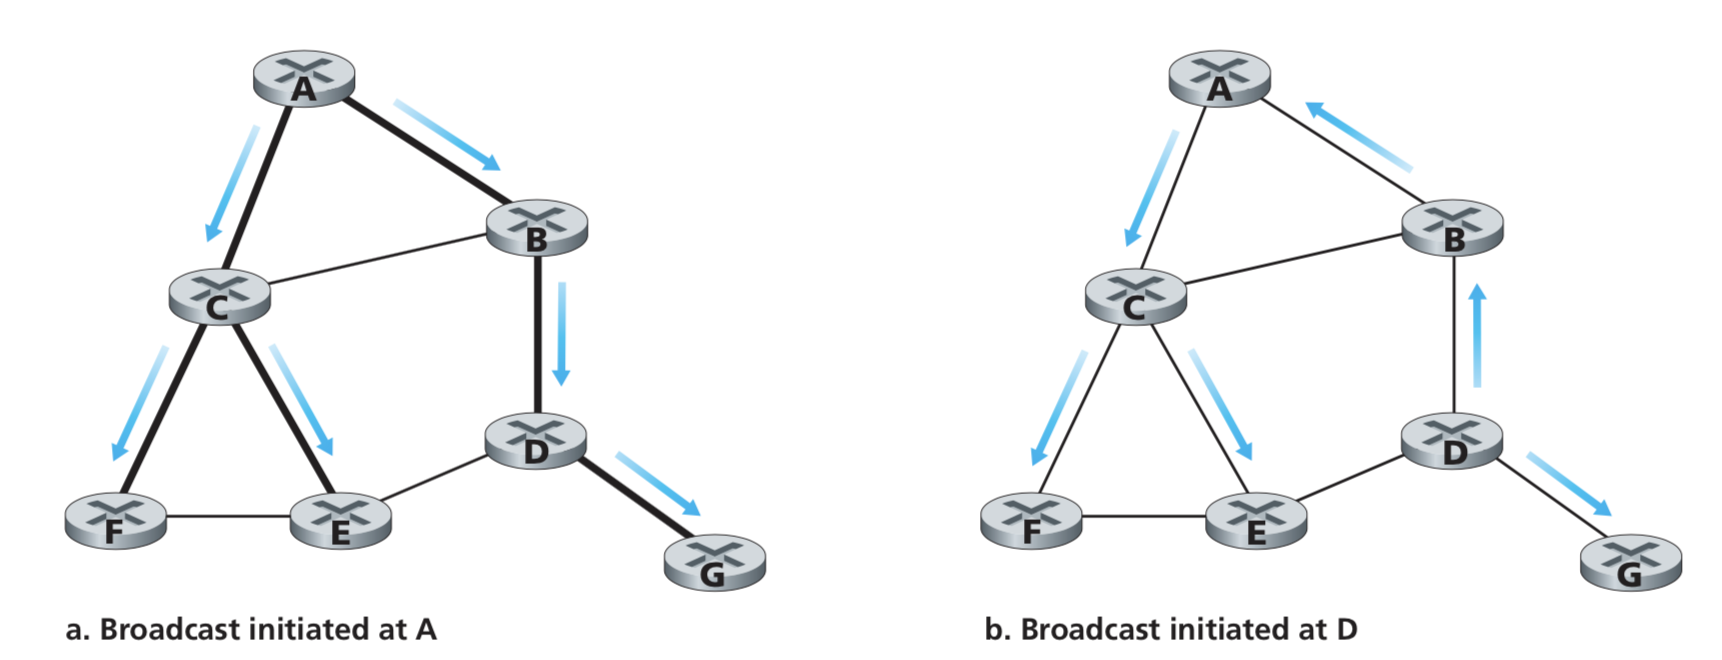 A
A
B
B
C
C
D
D
F
E
F
E
G
G
a. Broadcast initiated at A
b. Broadcast initiated at D